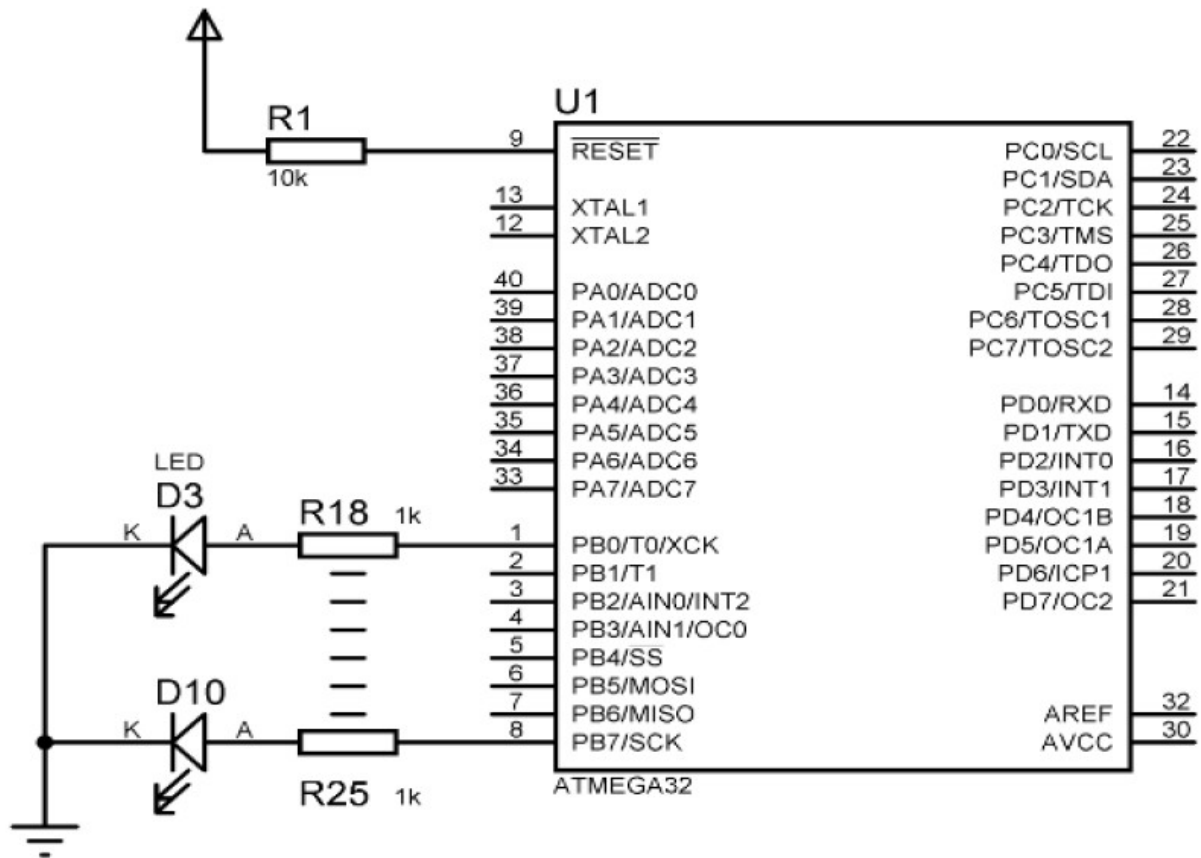 U1
R1
10k
9 RESET
13 XTAL1
12 XTAL2
40 PA0/ADC0
39 PA1/ADC1
38 PA2/ADC2
37 PA3/ADC3
36 PA4/ADC4
35 PA5/ADC5
34 PA6/ADC6
33 PA7/ADC7
1 PB0/T0/XCK
2 PB1/T1
3 PB2/AIN0/INT2
4 PB3/AIN1/OC0
5 PB4/SS
6 PB5/MOSI
7 PB6/MISO
8 PB7/SCK
PC0/SCL 22
PC1/SDA 23
PC2/TCK 24
PC3/TMS 25
PC4/TDO 26
PC5/TDI 27
PC6/TOSC1 28
PC7/TOSC2 29
PD0/RXD 14
PD1/TXD 15
PD2/INT0 16
PD3/INT1 17
PD4/OC1B 18
PD5/OC1A 19
PD6/ICP1 20
PD7/OC2 21
AREF 32
AVCC 30
ATMEGA32
LED
D3
K A
R18 1k
D10
K A
R25 1k